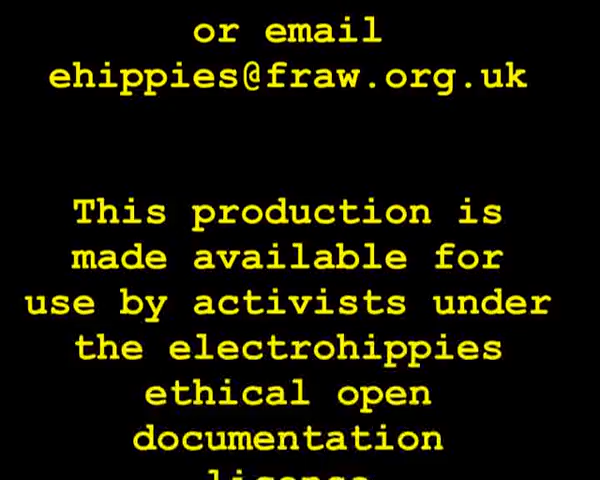 or email
ehippies@fraw.org.uk
This production is
made available for
use by activists under
the electrohippies
ethical open
documentation